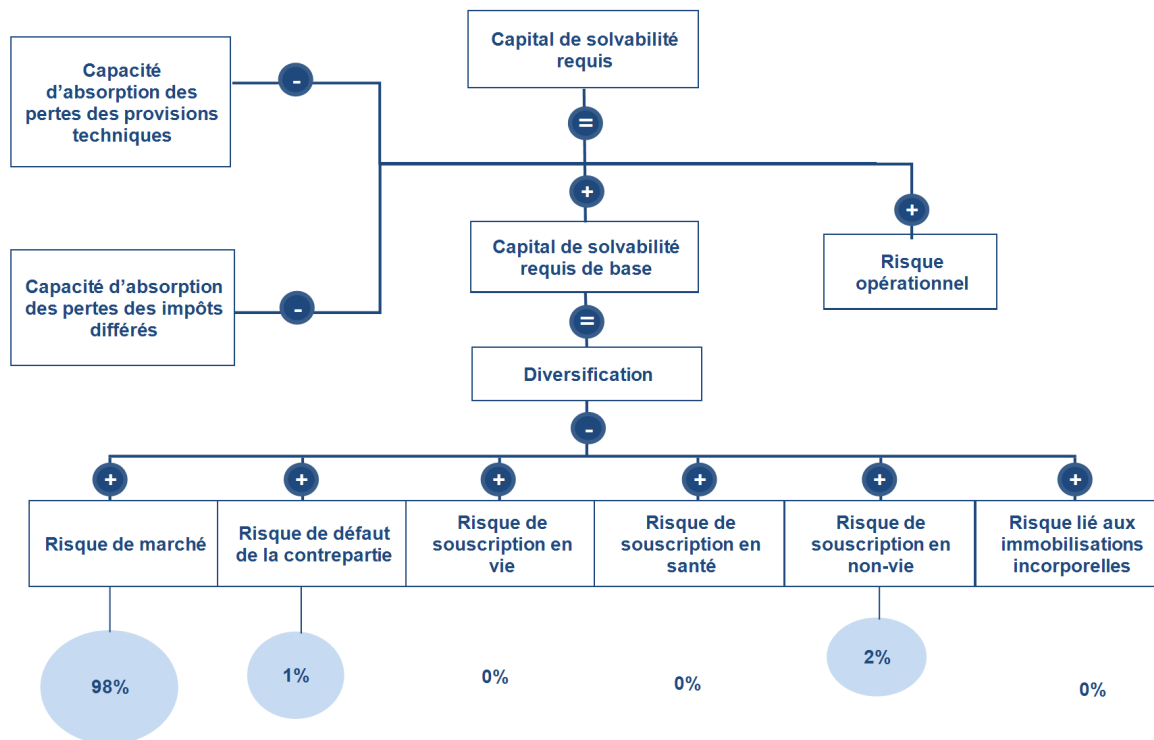 Capital de solvabilité
requis
Capacité
d'absorption des
pertes des provisions
techniques
-
=
+
+
Capital de solvabilité
requis de base
Risque
opérationnel
Capacité d'absorption
des pertes des impôts
différés
-
=
Diversification
-
+
+
+
+
+
+
Risque de marché
Risque de défaut
de la contrepartie
Risque de
souscription en
vie
Risque de
souscription en
santé
Risque de
souscription en
non-vie
Risque lié aux
immobilisations
incorporelles
98%
1%
0%
0%
2%
0%